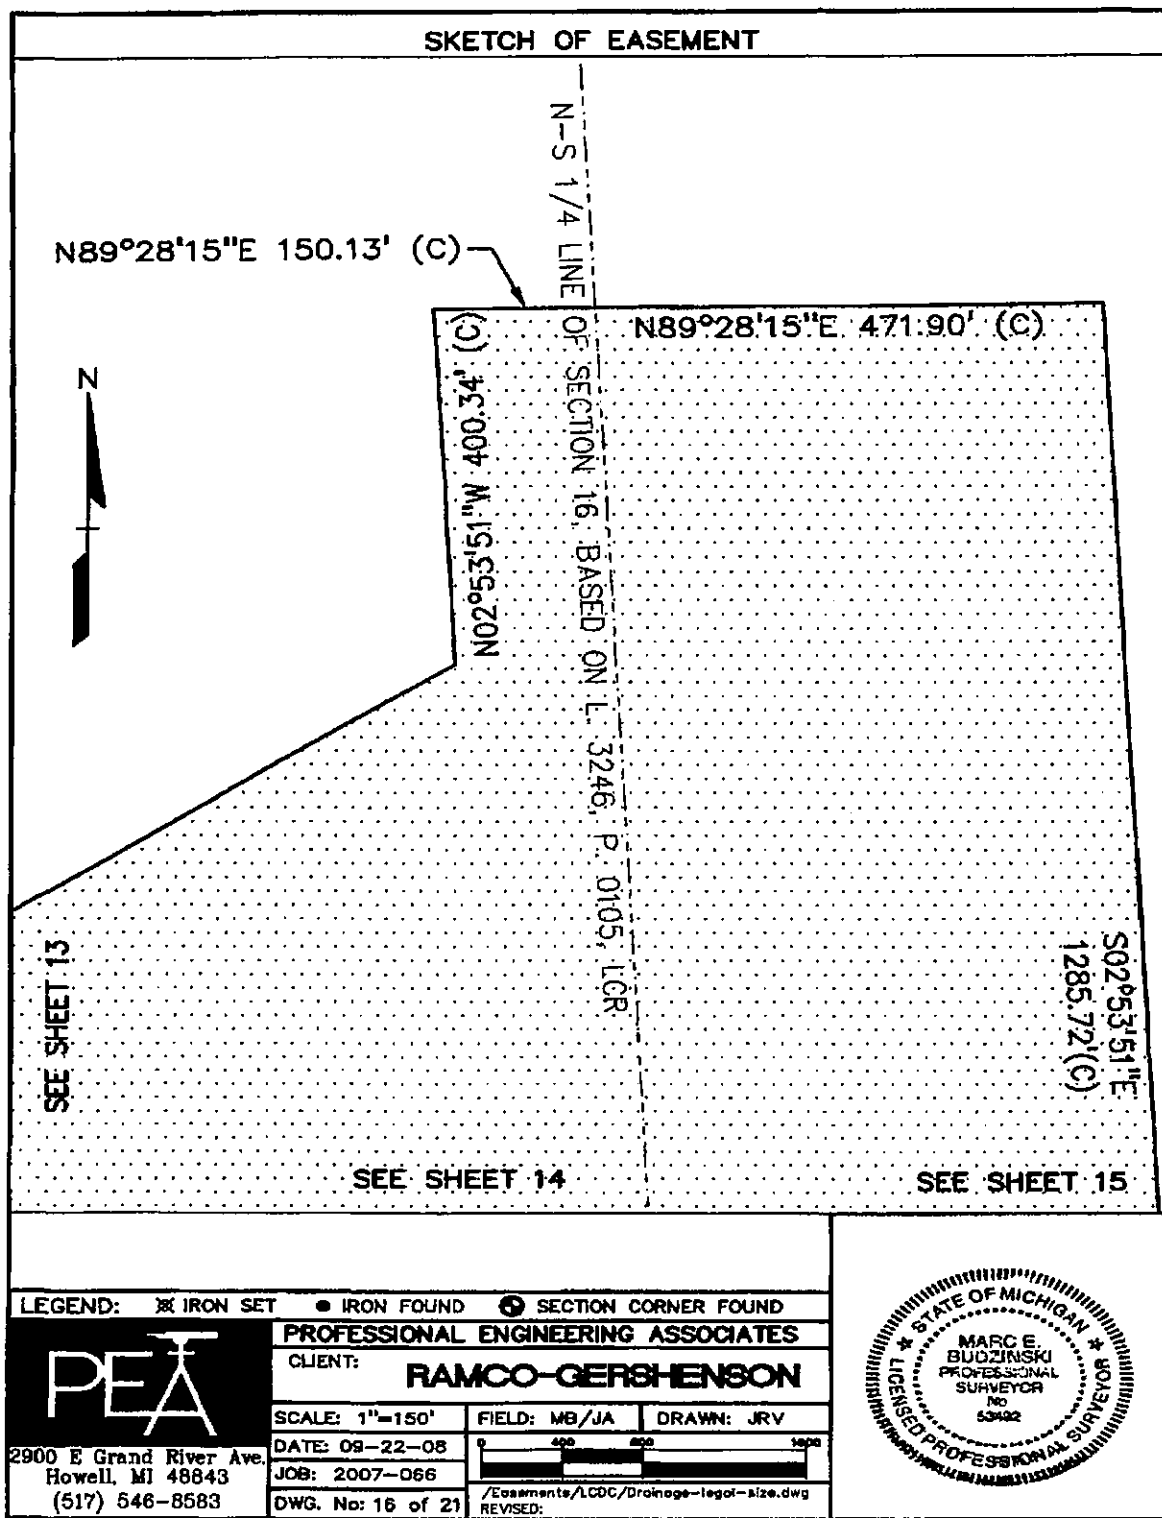 SKETCH OF EASEMENT
N-S 1/4 LINE OF SECTION 16, BASED ON L. 3246, P. 0105, LCR
N89°28'15"E 150.13' (C)
N89°28'15"E 471.90' (C)
N
N02°53'51"W 400.34' (C)
S02°53'51"E
1285.72'(C)
SEE SHEET 13
SEE SHEET 14
SEE SHEET 15
LEGEND: IRON SET IRON FOUND SECTION CORNER FOUND
PEA
2900 E Grand River Ave.
Howell, MI 48843
(517) 546-8583
PROFESSIONAL ENGINEERING ASSOCIATES
CLIENT:
RAMCO-GERSHENSON
SCALE: 1"=150'
FIELD: MB/JA
DRAWN: JRV
DATE: 09-22-08
JOB: 2007-066
DWG. No: 16 of 21
0 400
/Easements/LCDC/Drainage-legal-size.dwg
REVISED:
STATE OF MICHIGAN
MARC E.
BUDZINSKI
PROFESSIONAL
SURVEYOR
No
LICENSED PROFESSIONAL SURVEYOR